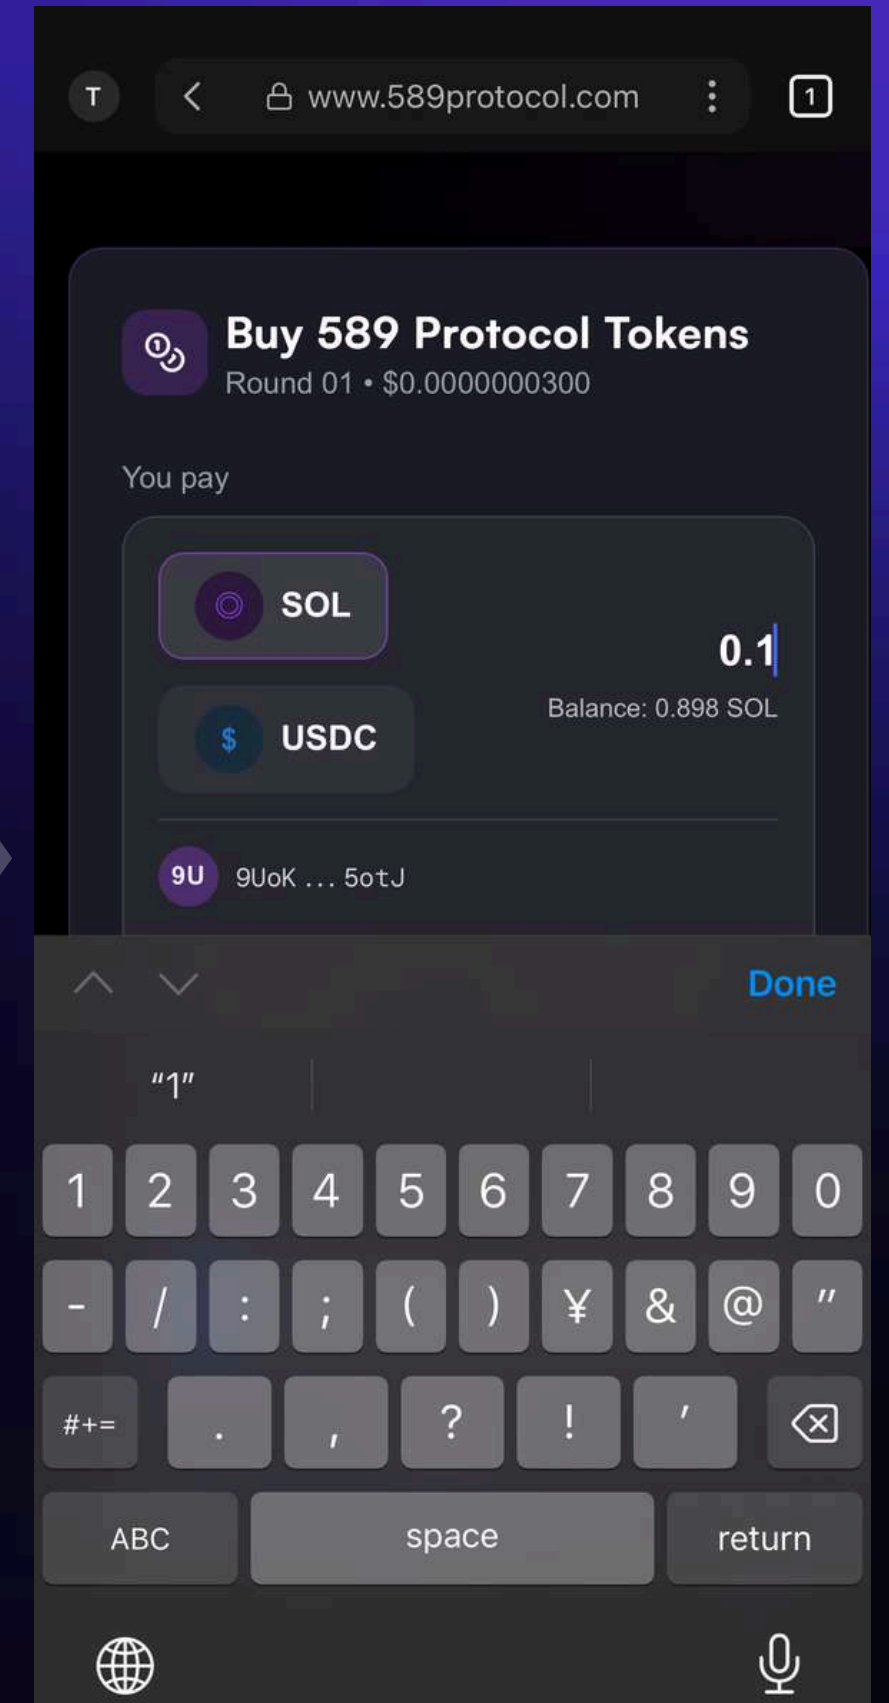 T
www.589protocol.com
1
Buy 589 Protocol Tokens
Round 01 • $0.0000000300
You pay
SOL
0.1
Balance: 0.898 SOL
$ USDC
9U 9UoK ... 5otJ
Done
“1”
1 2 3 4 5 6 7 8 9 0
- / : ; ( ) ¥ & @ "
#+= . , ? ! '
ABC space return